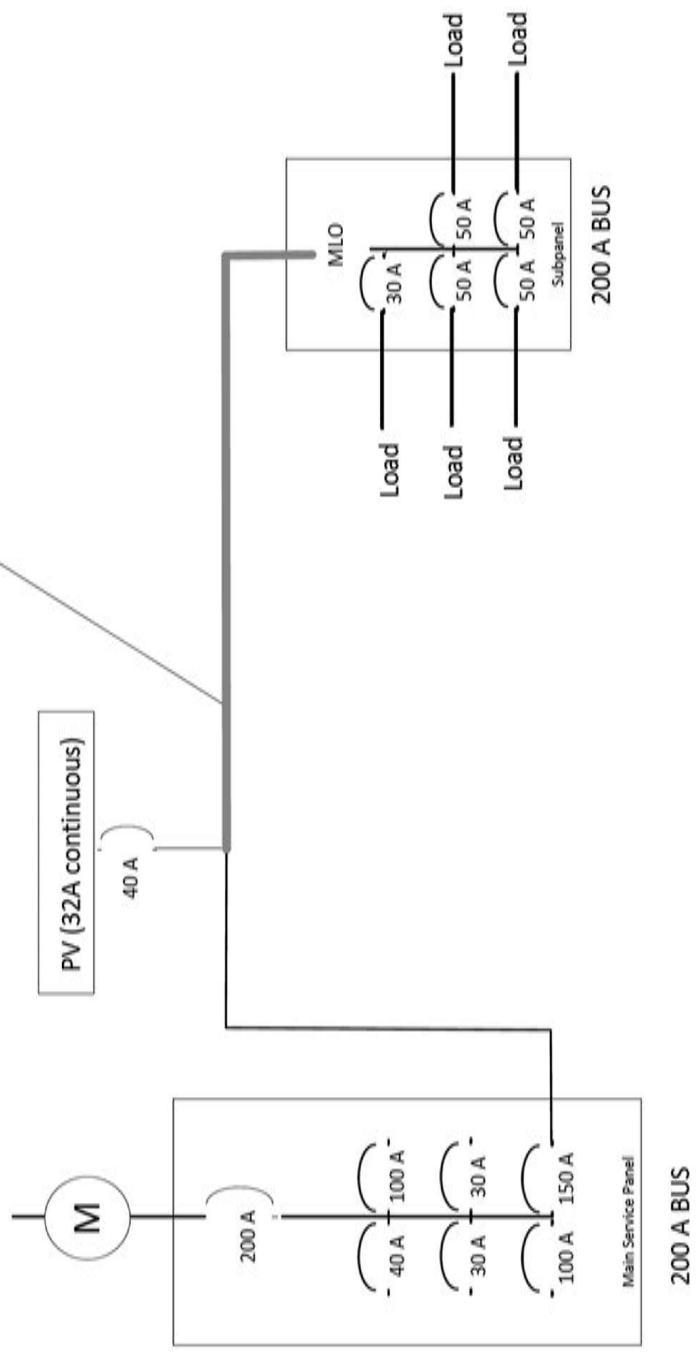 M
200 A
40 A
100 A
30 A
30 A
100 A
150 A
Main Service Panel
200 A BUS
PV (32A continuous)
40 A
MLO
30 A
50 A
50 A
50 A
50 A
Subpanel
200 A BUS
Load
Load
Load
Load
Load